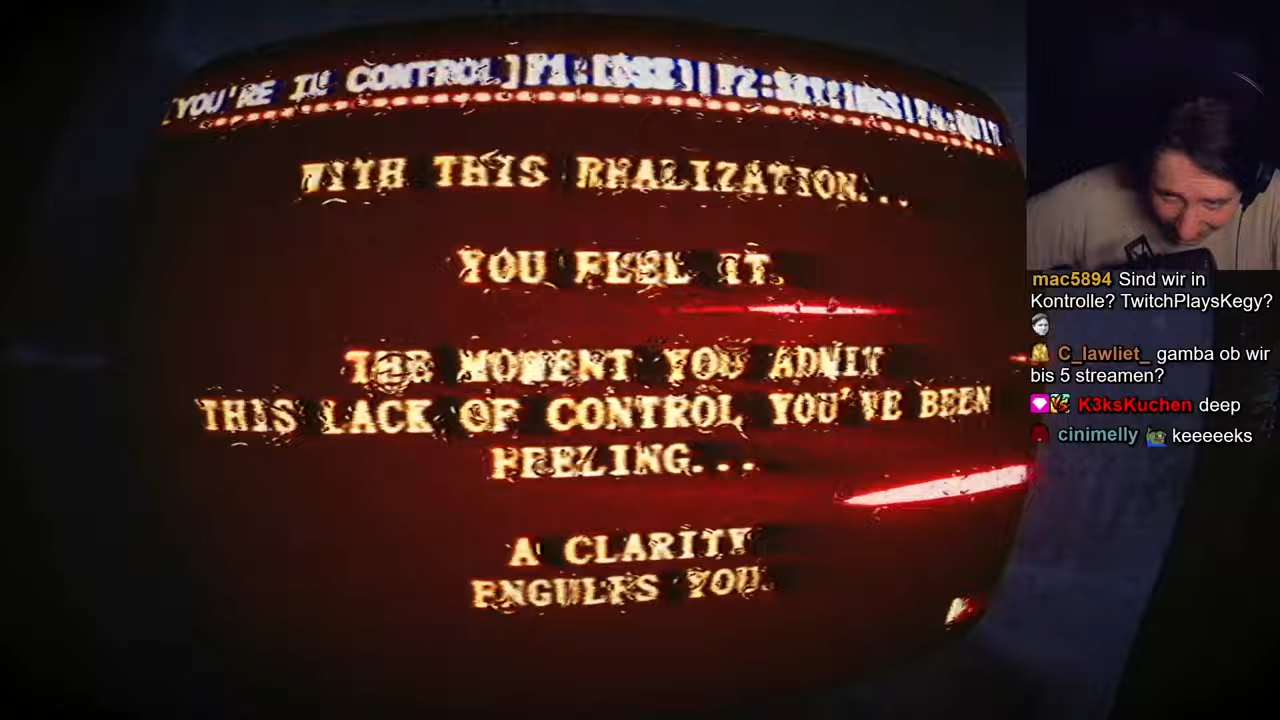 [YOU'RE IN CONTROL]
WITH THIS REALIZATION...
YOU FEEL IT.
THE MOMENT YOU ADMIT
THIS LACK OF CONTROL YOU'VE BEEN
FEELING...
A CLARITY
ENGULFS YOU.
mac5894 Sind wir in
Kontrolle? TwitchPlaysKegy?
C_lawliet_ gamba ob wir
bis 5 streamen?
K3ksKuchen deep
cinimelly keeeeeks